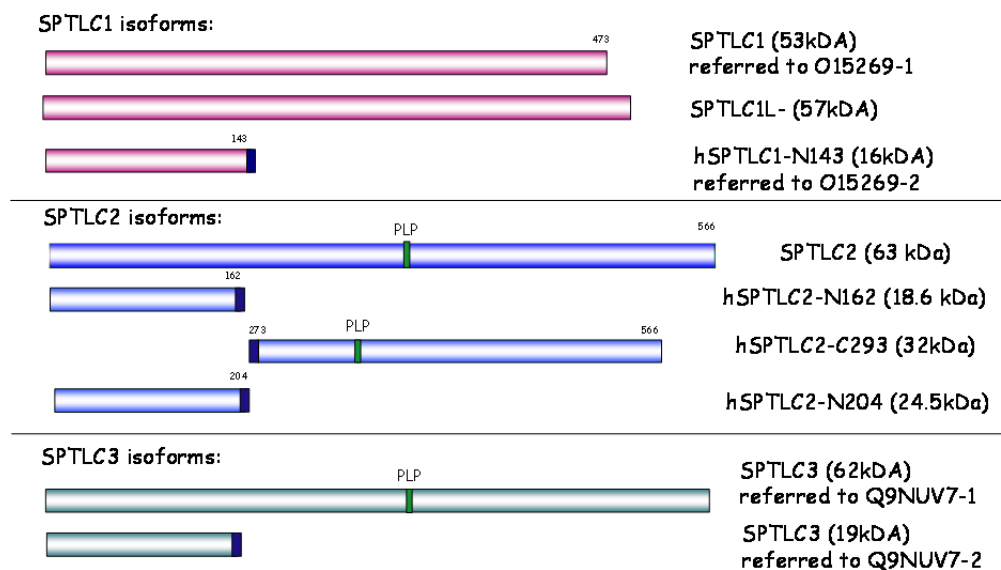 SPTLC1 isoforms:
473
SPTLC1 (53kDA)
referred to O15269-1
SPTLC1L- (57kDA)
143
hSPTLC1-N143 (16kDA)
referred to O15269-2
SPTLC2 isoforms:
PLP
566
SPTLC2 (63 kDa)
162
hSPTLC2-N162 (18.6 kDa)
273
PLP
566
hSPTLC2-C293 (32kDa)
204
hSPTLC2-N204 (24.5kDa)
SPTLC3 isoforms:
PLP
SPTLC3 (62kDA)
referred to Q9NUV7-1
SPTLC3 (19kDA)
referred to Q9NUV7-2